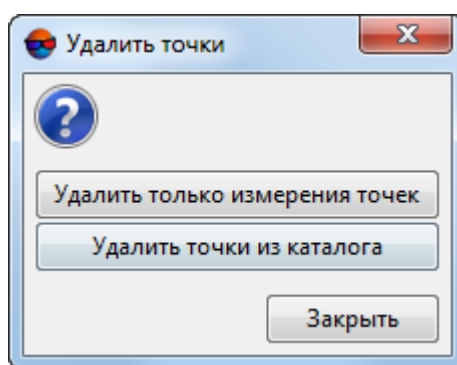 Удалить точки
Удалить только измерения точек
Удалить точки из каталога
Закрыть